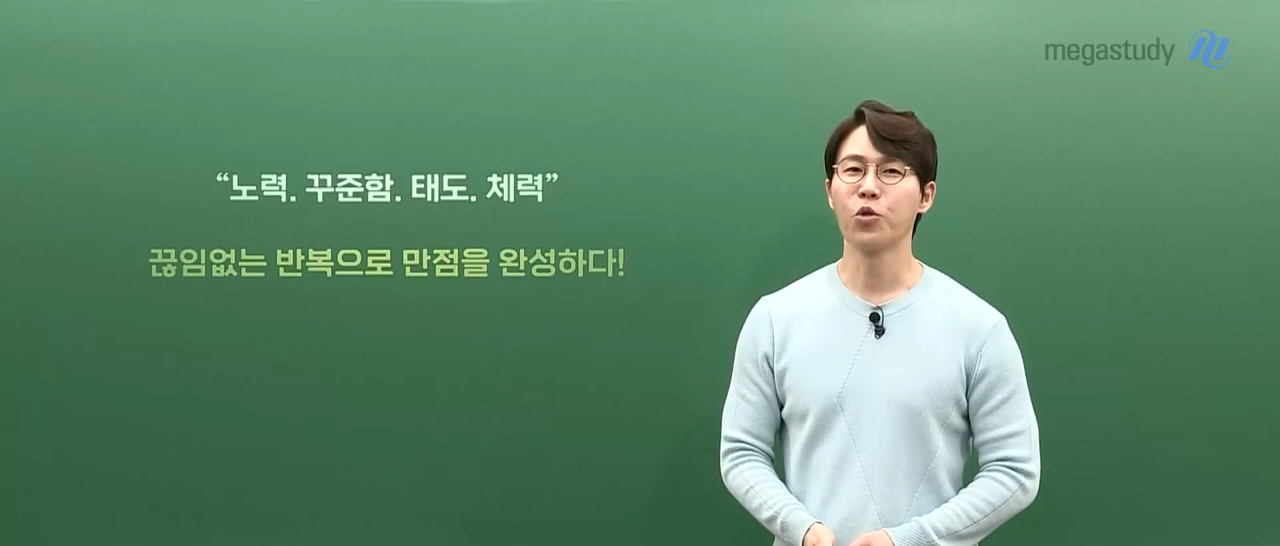 megastudy
“노력. 꾸준함. 태도. 체력”
끊임없는 반복으로 만점을 완성하다!